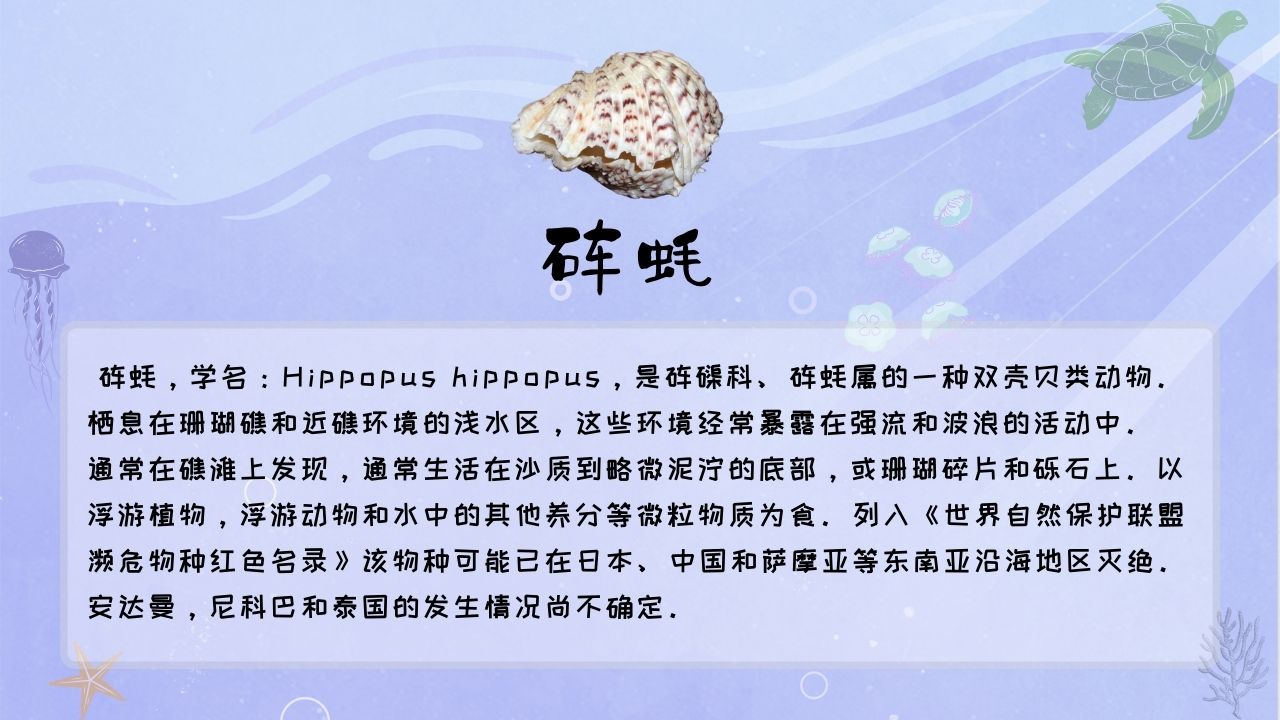 砗蚝
砗蚝，学名：Hippopus hippopus，是砗磲科、砗蚝属的一种双壳贝类动物.
栖息在珊瑚礁和近礁环境的浅水区，这些环境经常暴露在强流和波浪的活动中.
通常在礁滩上发现，通常生活在沙质到略微泥泞的底部，或珊瑚碎片和砾石上. 以
浮游植物，浮游动物和水中的其他养分等微粒物质为食. 列入《世界自然保护联盟
濒危物种红色名录》该物种可能已在日本、中国和萨摩亚等东南亚沿海地区灭绝.
安达曼，尼科巴和泰国的发生情况尚不确定.